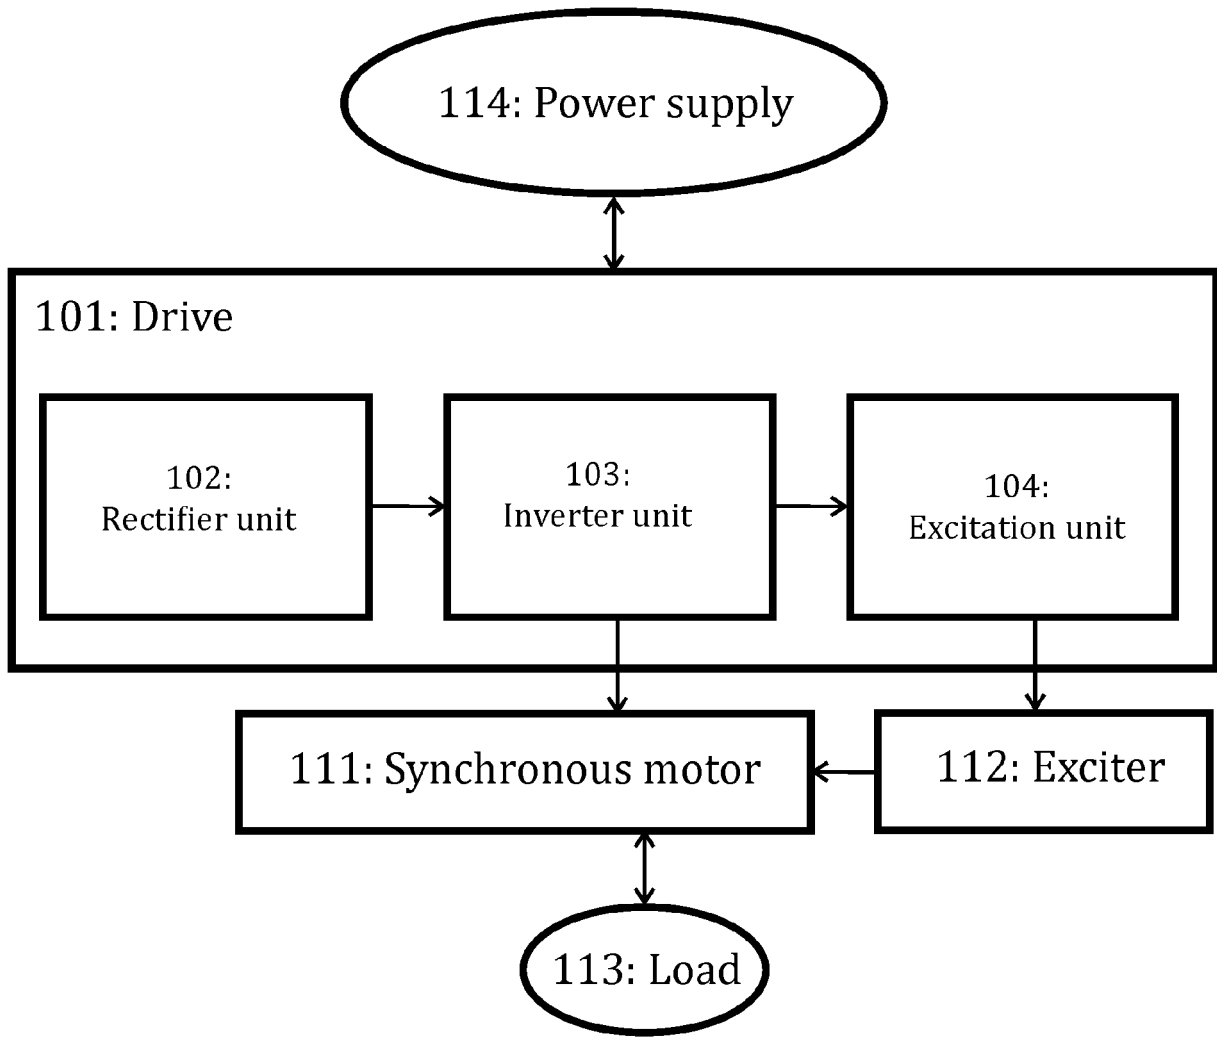 114: Power supply
101: Drive
102:
Rectifier unit
103:
Inverter unit
104:
Excitation unit
111: Synchronous motor
112: Exciter
113: Load